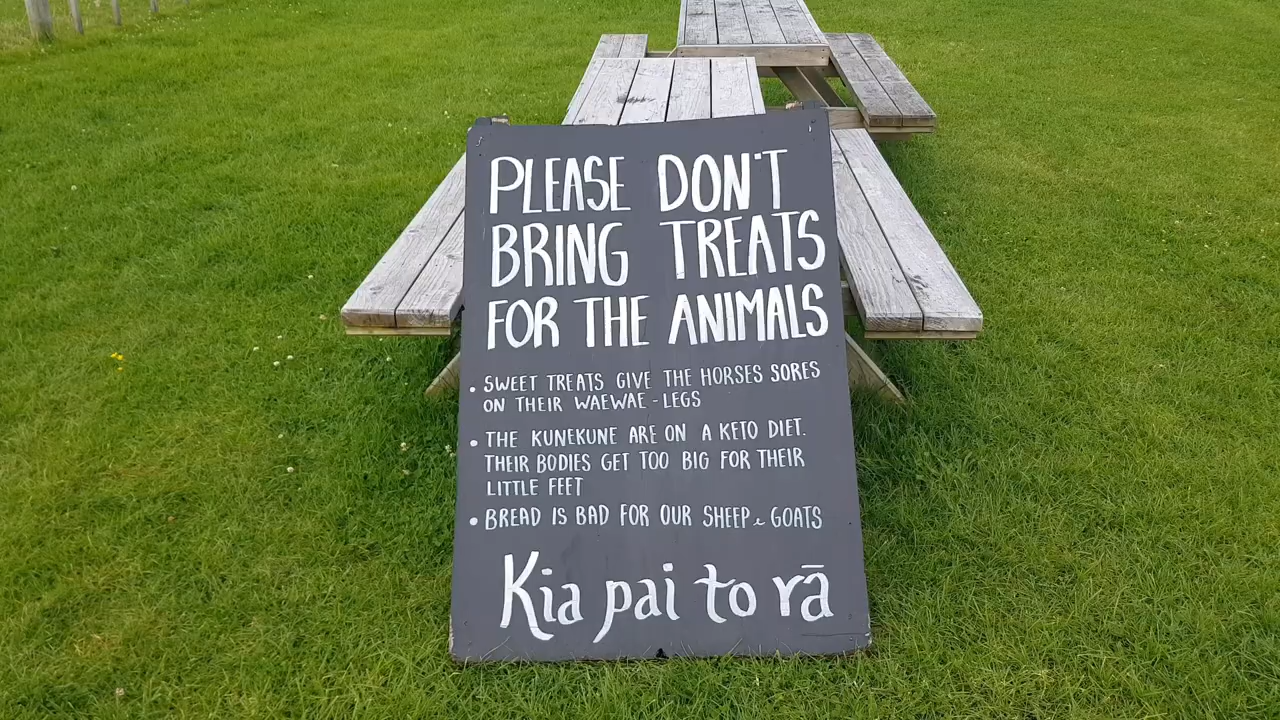 PLEASE DON'T
BRING TREATS
FOR THE ANIMALS
• SWEET TREATS GIVE THE HORSES SORES
ON THEIR WAEWAE - LEGS
• THE KUNEKUNE ARE ON A KETO DIET.
THEIR BODIES GET TOO BIG FOR THEIR
LITTLE FEET
• BREAD IS BAD FOR OUR SHEEP & GOATS
Kia pai to rā